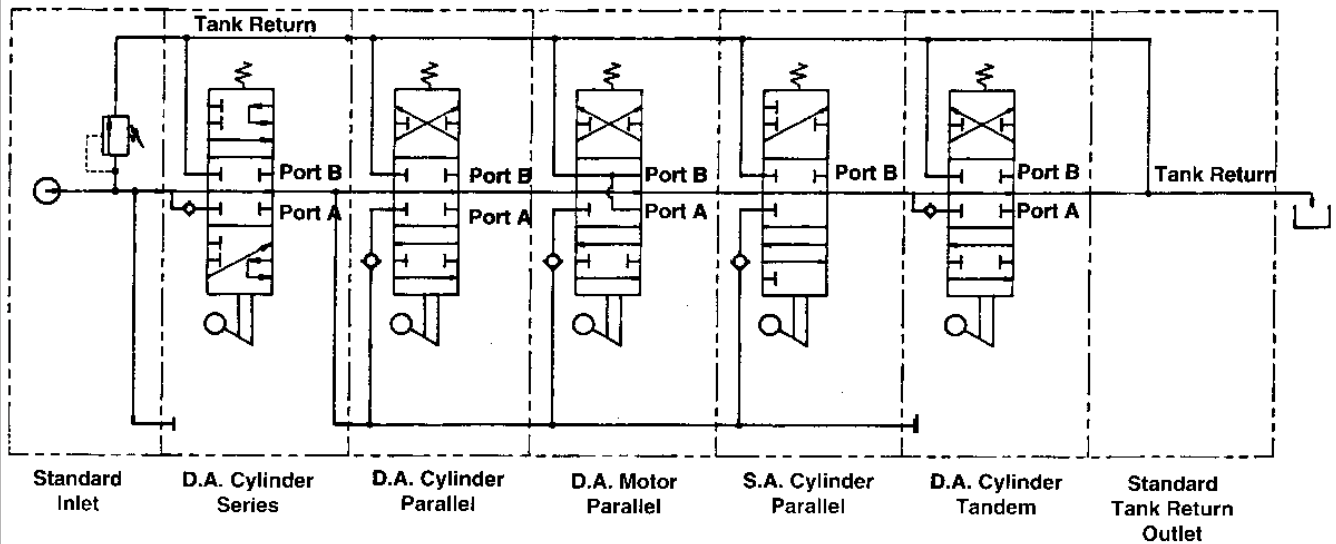 Tank Return
Port B
Port A
Port B
Port A
Port B
Port A
Port B
Port B
Port A
Tank Return
Standard
Inlet
D.A. Cylinder
Series
D.A. Cylinder
Parallel
D.A. Motor
Parallel
S.A. Cylinder
Parallel
D.A. Cylinder
Tandem
Standard
Tank Return
Outlet